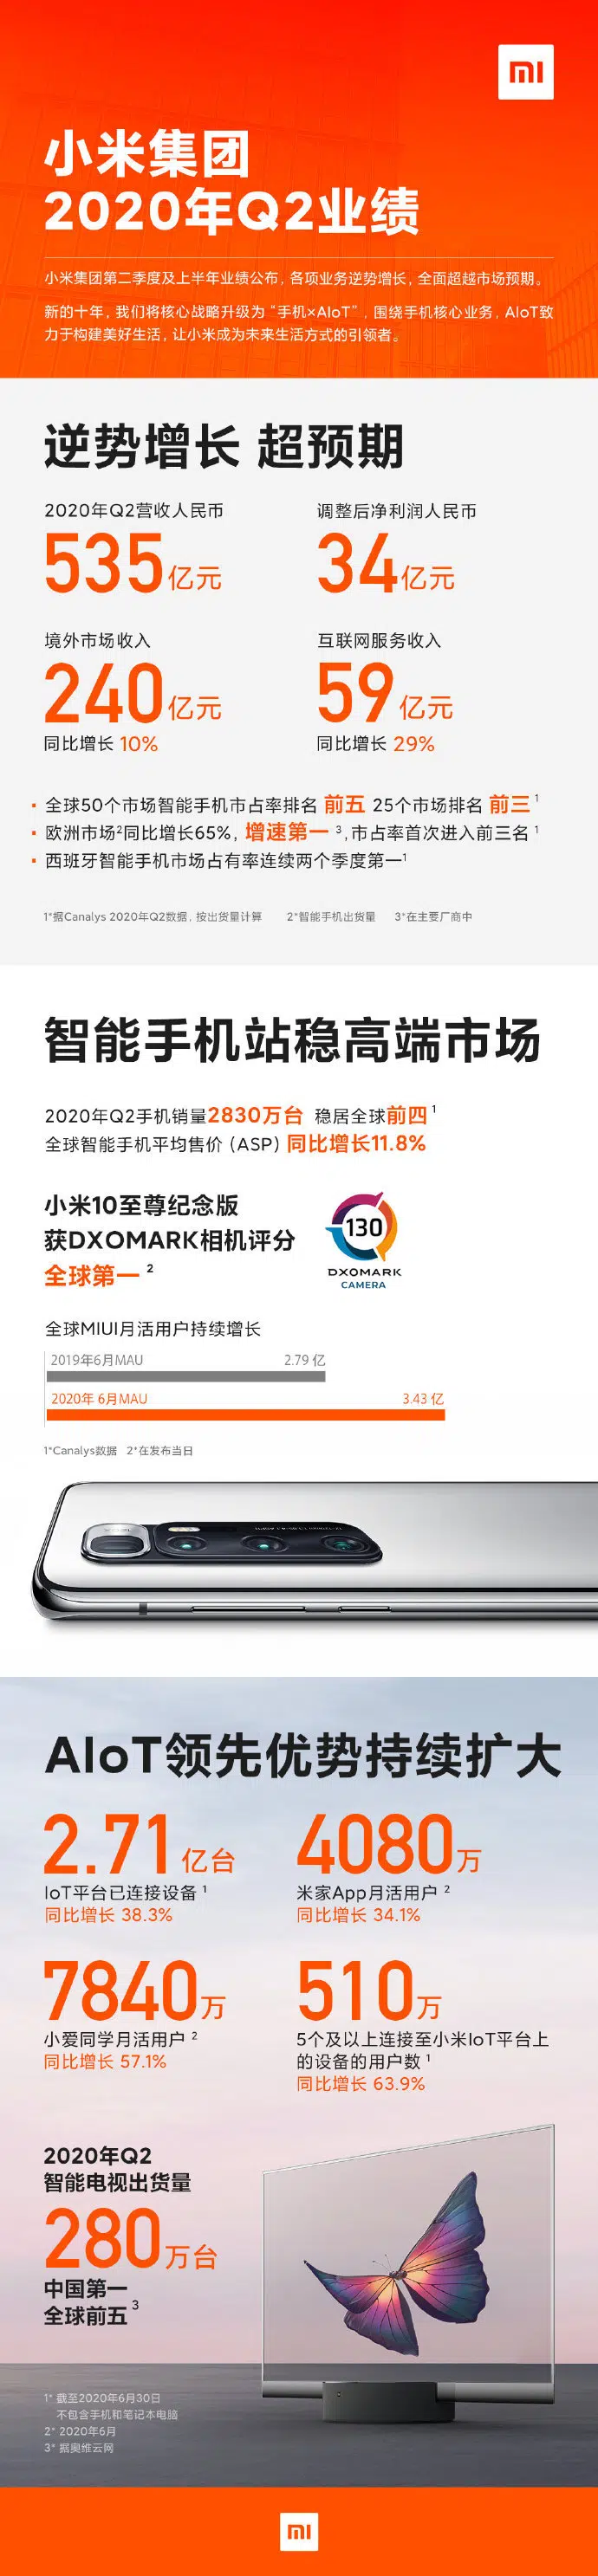 mi
小米集团
2020年Q2业绩
小米集团第二季度及上半年业绩公布，各项业务逆势增长，全面超越市场预期。
新的十年，我们将核心战略升级为“手机×AIoT”，围绕手机核心业务，AIoT致
力于构建美好生活，让小米成为未来生活方式的引领者。
逆势增长 超预期
2020年Q2营收人民币
535亿元
调整后净利润人民币
34亿元
境外市场收入
240亿元
同比增长 10%
互联网服务收入
59亿元
同比增长 29%
· 全球50个市场智能手机市占率排名 前五 25个市场排名 前三 1
· 欧洲市场2同比增长65%，增速第一 3，市占率首次进入前三名 1
· 西班牙智能手机市场占有率连续两个季度第一1
1*据Canalys 2020年Q2数据，按出货量计算 2*智能手机出货量 3*在主要厂商中
智能手机站稳高端市场
2020年Q2手机销量2830万台 稳居全球前四 1
全球智能手机平均售价（ASP）同比增长11.8%
小米10至尊纪念版
获DXOMARK相机评分
全球第一 2
130
DXOMARK
CAMERA
全球MIUI月活用户持续增长
2019年6月MAU 2.79 亿
2020年 6月MAU 3.43 亿
1*Canalys数据 2*在发布当日
AIoT领先优势持续扩大
2.71亿台
IoT平台已连接设备 1
同比增长 38.3%
4080万
米家App月活用户 2
同比增长 34.1%
7840万
小爱同学月活用户 2
同比增长 57.1%
510万
5个及以上连接至小米IoT平台上
的设备的用户数 1
同比增长 63.9%
2020年Q2
智能电视出货量
280万台
中国第一
全球前五 3
1* 截至2020年6月30日
不包含手机和笔记本电脑
2* 2020年6月
3* 据奥维云网
mi